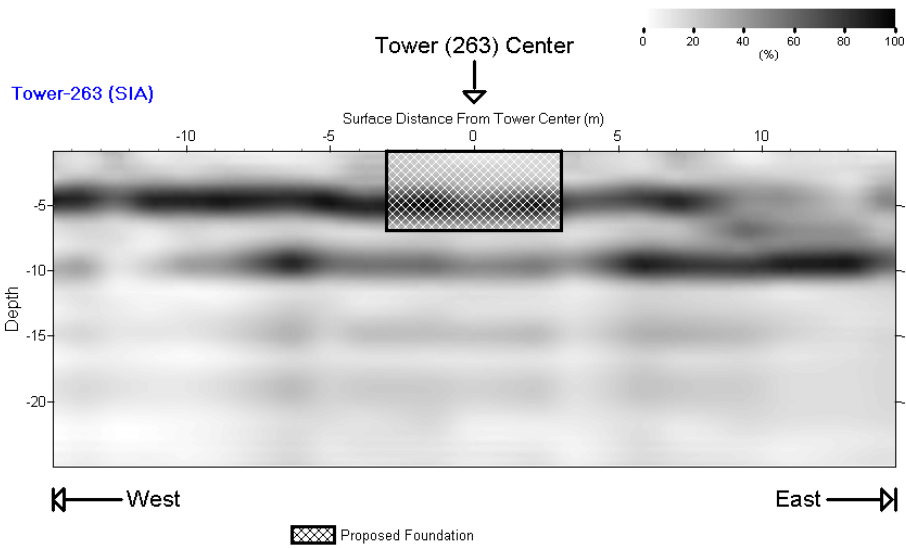 0 20 40 60 80 100
(%)
Tower (263) Center
Tower-263 (SIA)
Surface Distance From Tower Center (m)
-10 -5 0 5 10
-5
-10
-15
-20
Depth
West East
Proposed Foundation